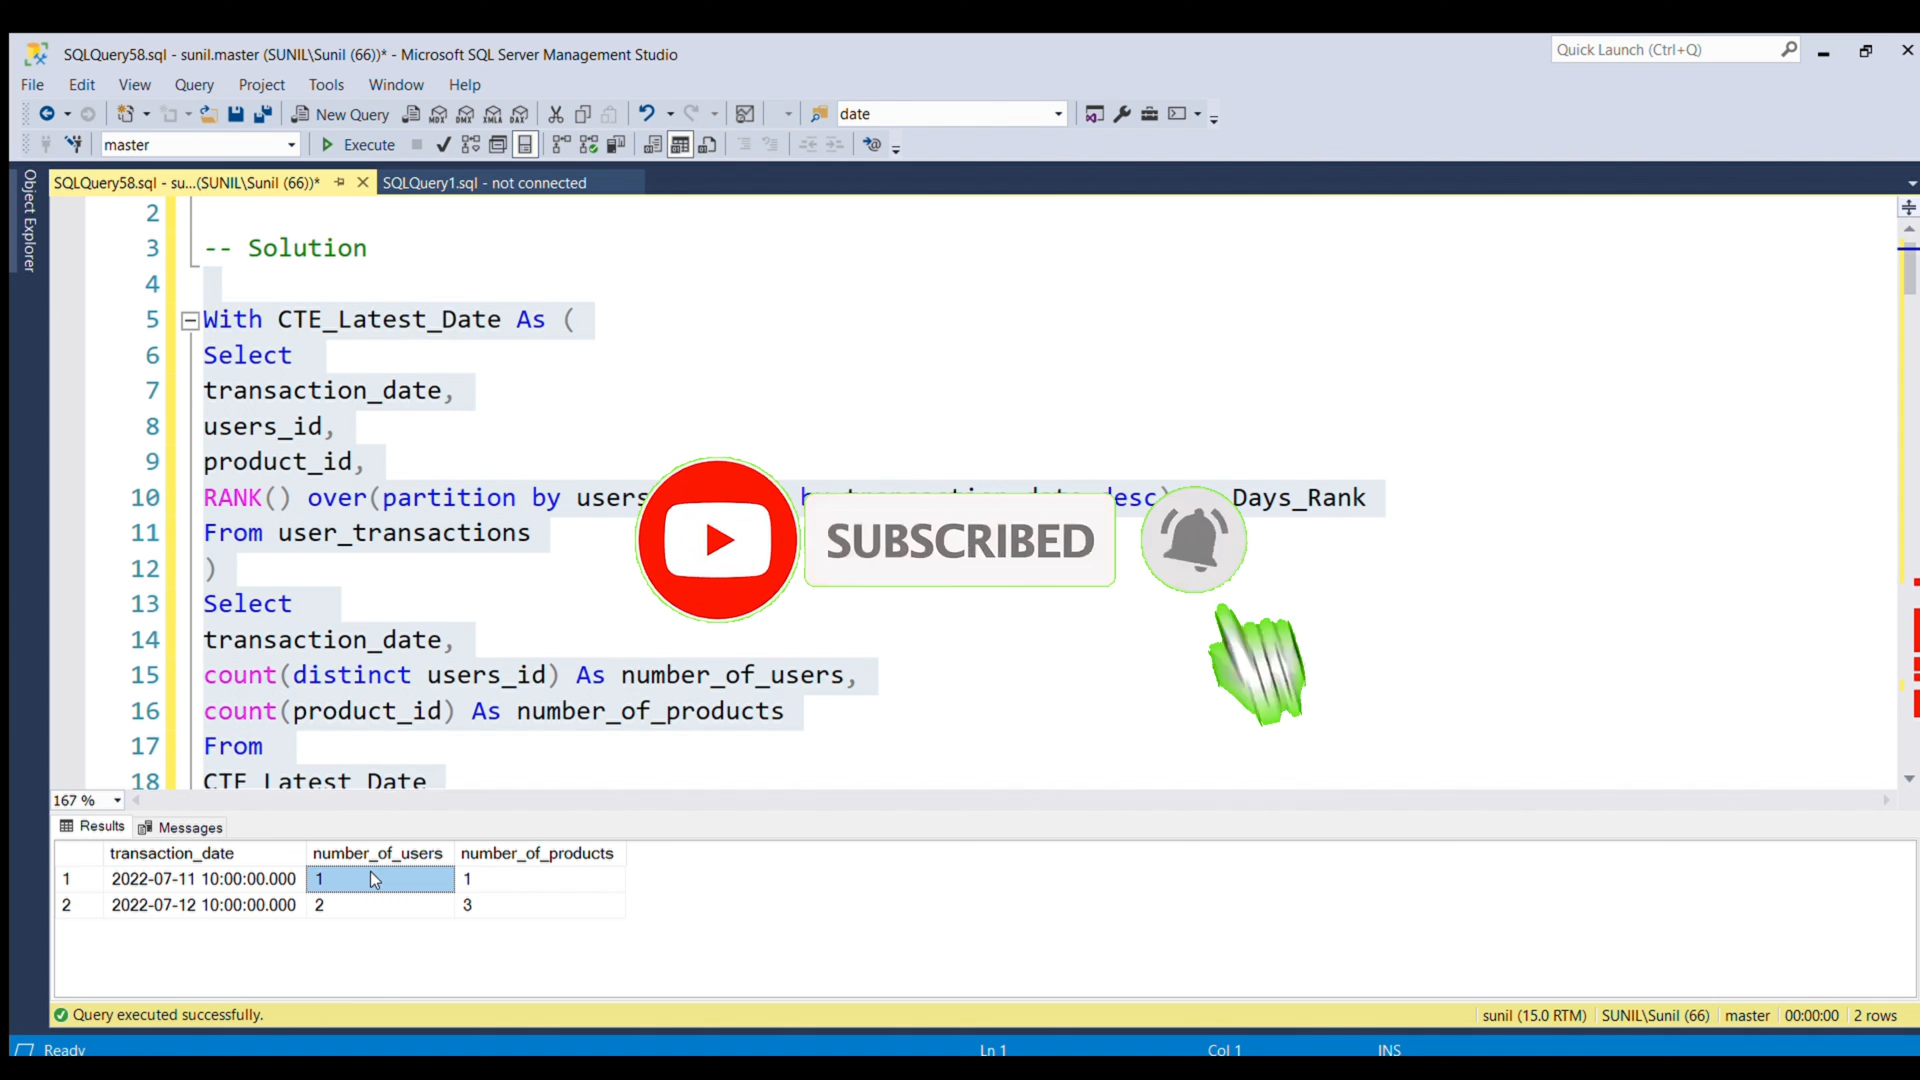 SQLQuery58.sql - sunil.master (SUNIL\Sunil (66))* - Microsoft SQL Server Management Studio
Quick Launch (Ctrl+Q)
File Edit View Query Project Tools Window Help
New Query
MDX DMX XMLA DAX
date
master
Execute
SQLQuery58.sql - su...(SUNIL\Sunil (66))*
SQLQuery1.sql - not connected
Object Explorer
2
3 -- Solution
4
5 With CTE_Latest_Date As (
6 Select
7 transaction_date,
8 users_id,
9 product_id,
10 RANK() over(partition by users desc) Days_Rank
11 From user_transactions
12 )
13 Select
14 transaction_date,
15 count(distinct users_id) As number_of_users,
16 count(product_id) As number_of_products
17 From
18 CTE_Latest_Date
SUBSCRIBED
167 %
Results Messages
transaction_date number_of_users number_of_products
1 2022-07-11 10:00:00.000 1 1
2 2022-07-12 10:00:00.000 2 3
Query executed successfully.
sunil (15.0 RTM) SUNIL\Sunil (66) master 00:00:00 2 rows
Ready
Ln 1
Col 1
INS